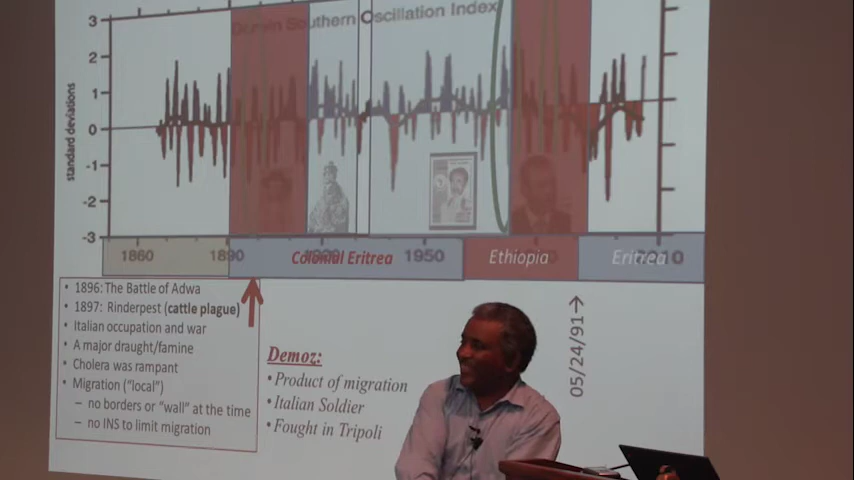 Darwin Southern Oscillation Index
standard deviations
3
2
1
0
-1
-2
-3
1860
1890
1950
Colonial Eritrea
Ethiopia
Eritrea
• 1896: The Battle of Adwa
• 1897: Rinderpest (cattle plague)
• Italian occupation and war
• A major draught/famine
• Cholera was rampant
• Migration ("local")
– no borders or "wall" at the time
– no INS to limit migration
Demoz:
• Product of migration
• Italian Soldier
• Fought in Tripoli
05/24/91→